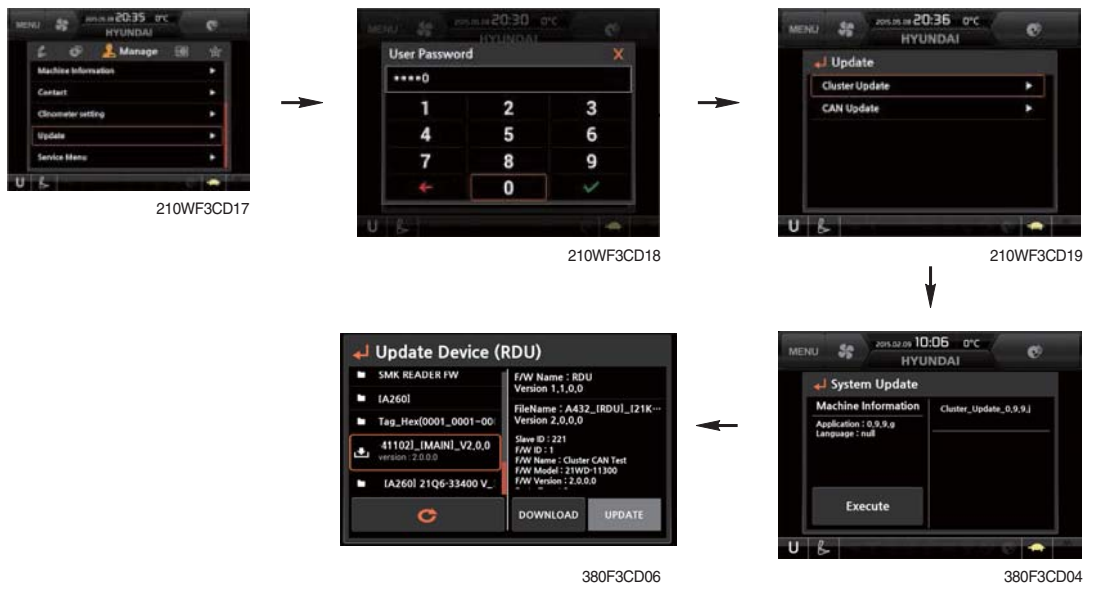 MENU
20:35 0°C
HYUNDAI
Manage
Machine Information
Contact
Clinometer setting
Update
Service Menu
U
210WF3CD17
MENU
20:30 0°C
HYUNDAI
User Password X
****0
1 2 3
4 5 6
7 8 9
0
U
210WF3CD18
MENU
20:36 0°C
HYUNDAI
Update
Cluster Update
CAN Update
U
210WF3CD19
Update Device (RDU)
SMK READER FW
[A260]
Tag_Hex(0001_0001-00
41102]_[MAIN]_V2,0,0
version : 2.0.0.0
[A260] 21Q6-33400 V_
F/W Name : RDU
Version 1,1,0,0
FileName : A432_[RDU]_[21K···
Version 2,0,0,0
Slave ID : 221
F/W ID : 1
F/W Name : Cluster CAN Test
F/W Model : 21WD-11300
F/W Version : 2,0,0,0
DOWNLOAD UPDATE
380F3CD06
MENU
2015.02.09 10:06 0°C
HYUNDAI
System Update
Machine Information
Application : 0,9,9,g
Language : null
Cluster_Update_0,9,9,j
Execute
U
380F3CD04